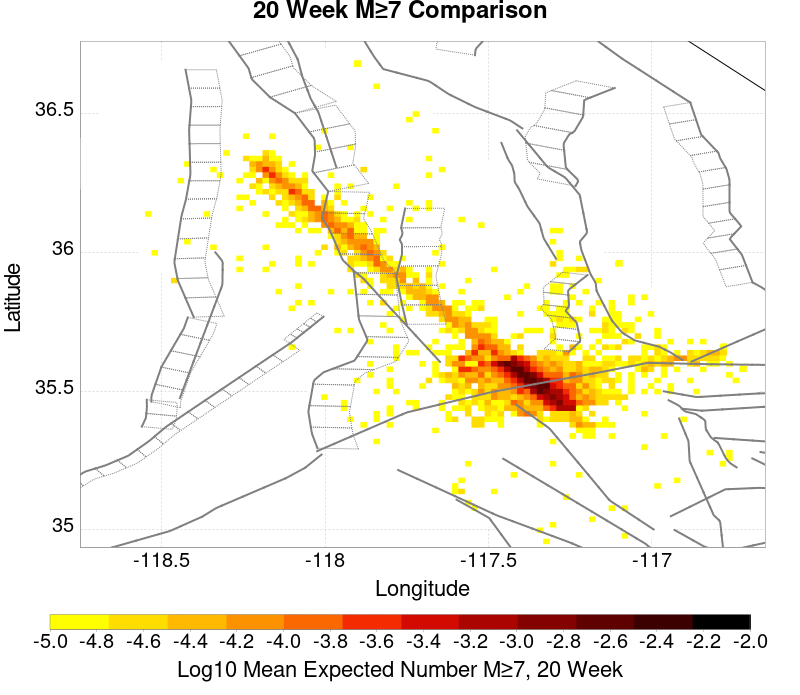 20 Week M≥7 Comparison
36.5
36
35.5
35
Latitude
-118.5 -118 -117.5 -117
Longitude
-5.0 -4.8 -4.6 -4.4 -4.2 -4.0 -3.8 -3.6 -3.4 -3.2 -3.0 -2.8 -2.6 -2.4 -2.2 -2.0
Log10 Mean Expected Number M≥7, 20 Week